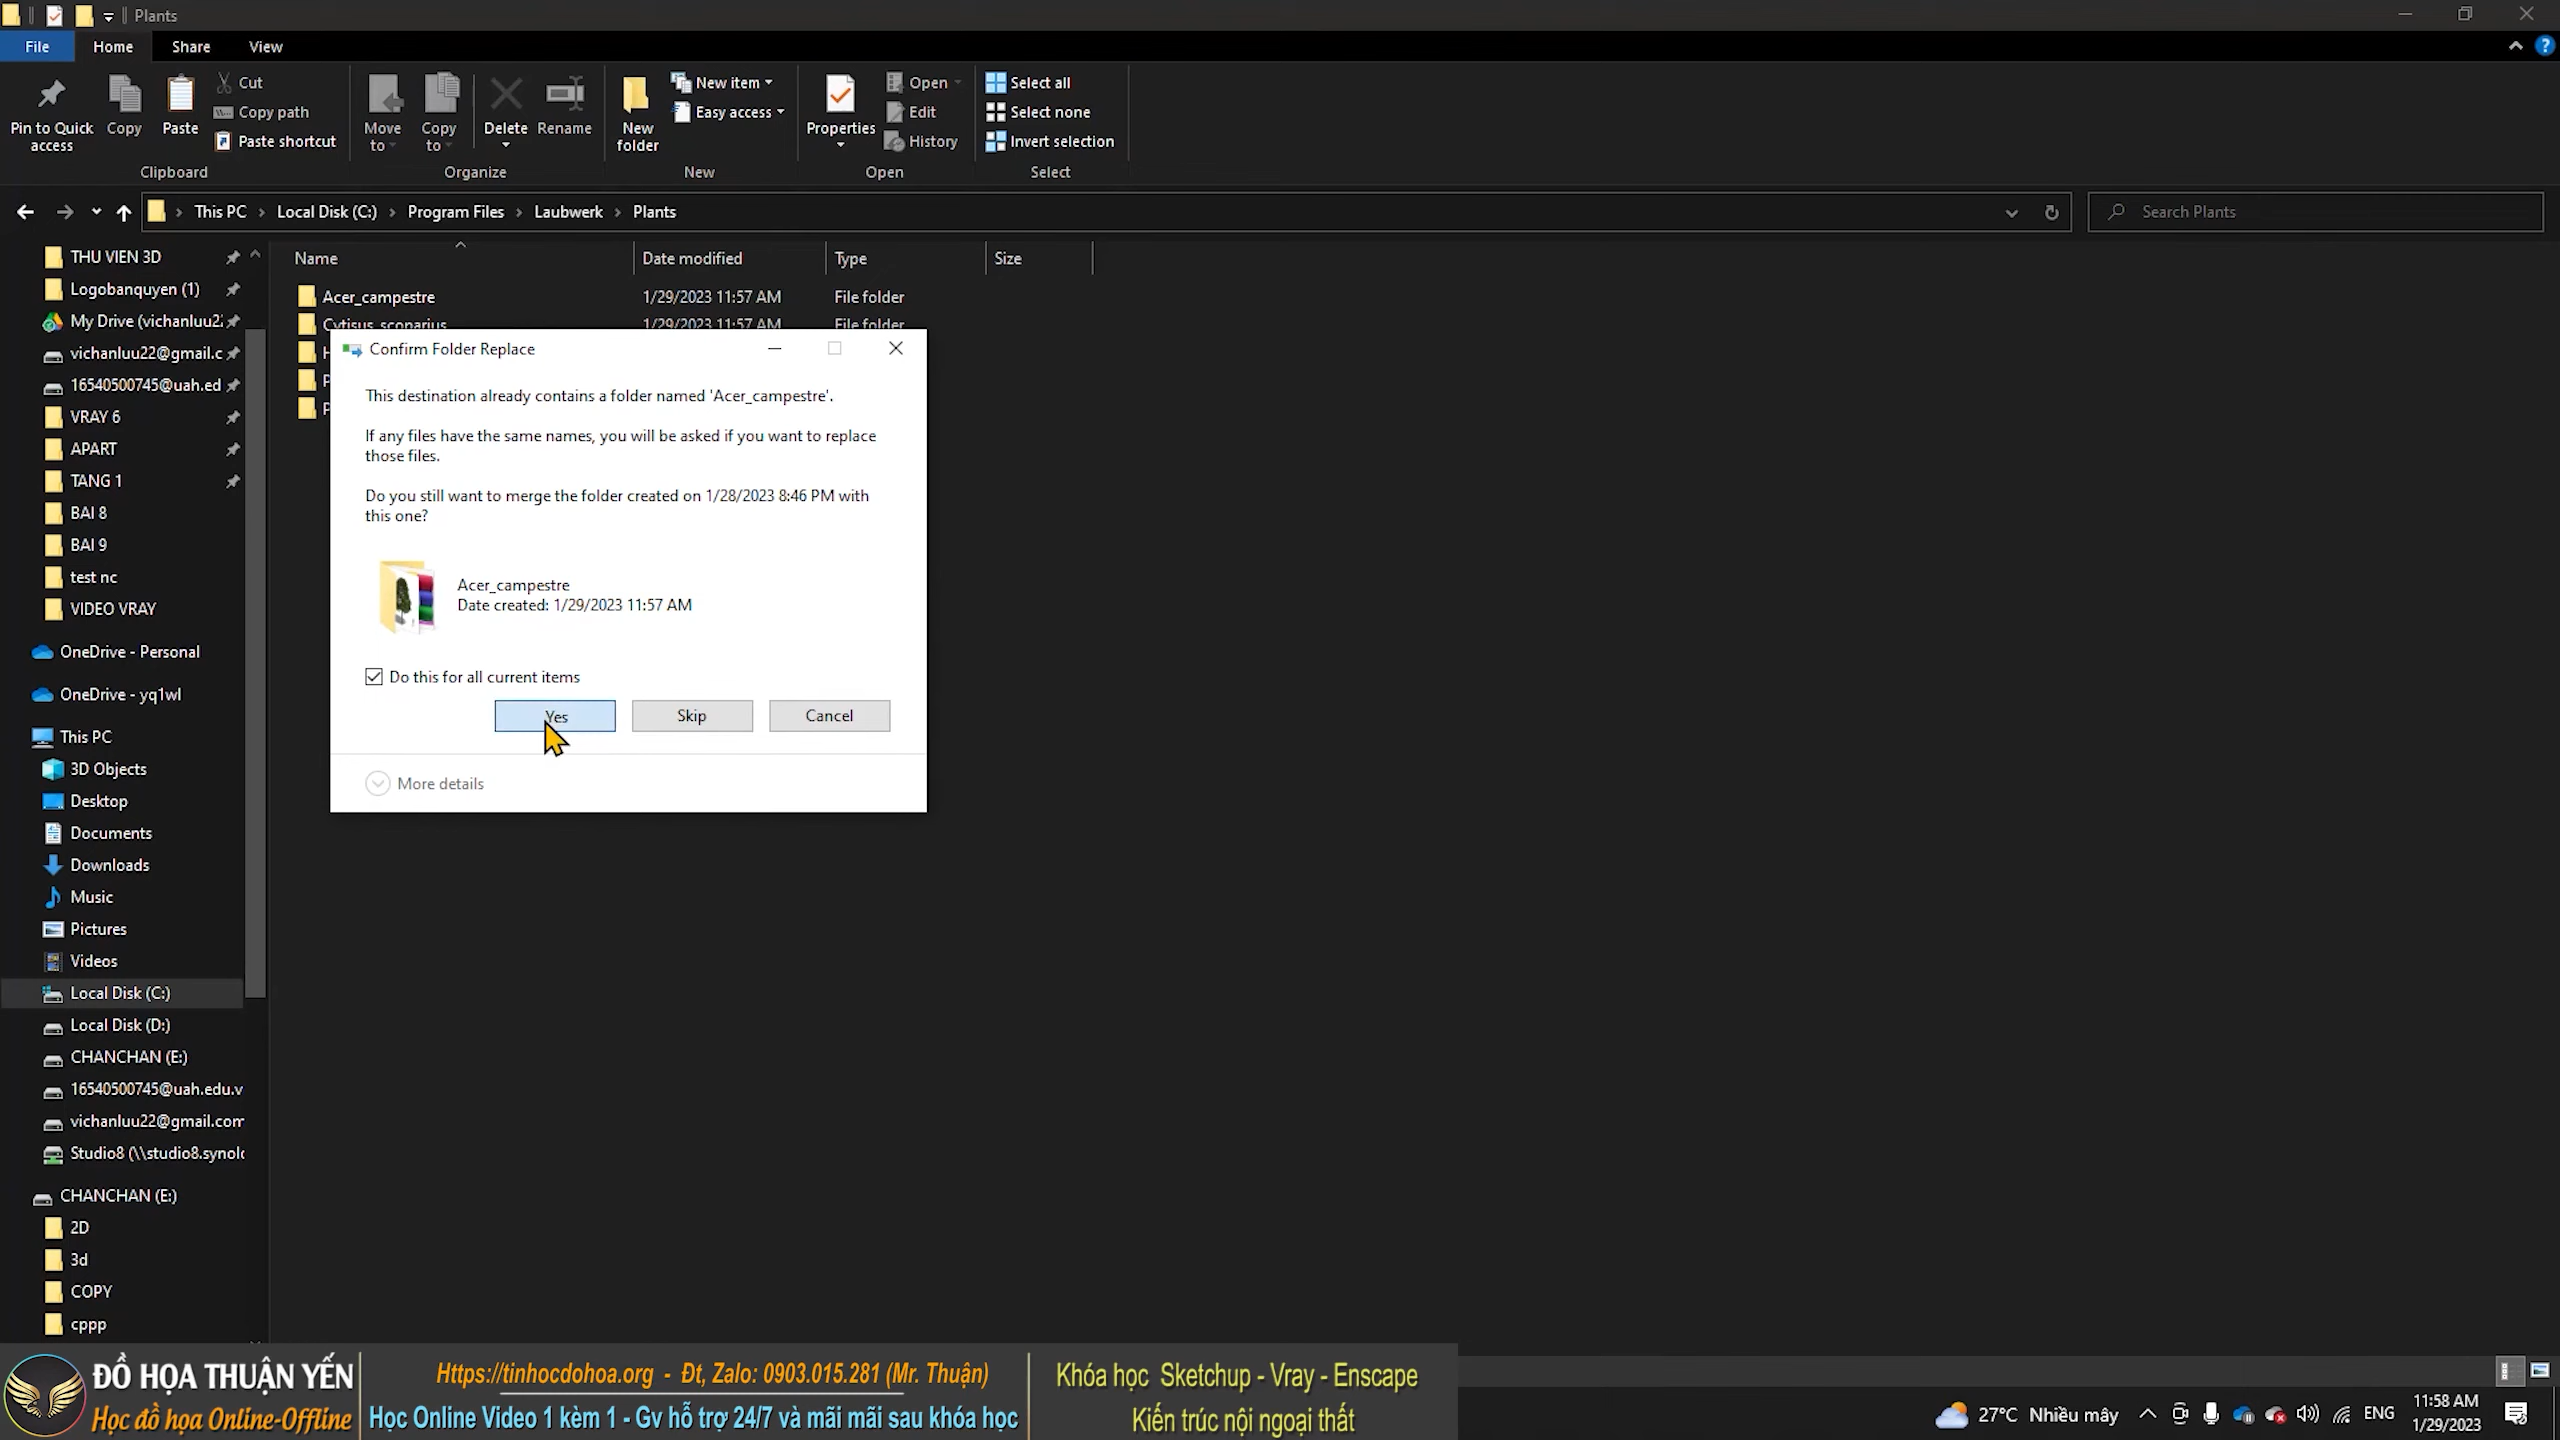 Plants
File
Home
Share
View
Pin to Quick access
Copy
Paste
Cut
Copy path
Paste shortcut
Clipboard
Move to
Copy to
Delete
Rename
Organize
New folder
New item
Easy access
New
Properties
Open
Edit
History
Open
Select all
Select none
Invert selection
Select
This PC > Local Disk (C:) > Program Files > Laubwerk > Plants
Search Plants
Name
Date modified
Type
Size
Acer_campestre 1/29/2023 11:57 AM File folder
Cytisus_scoparius 1/29/2023 11:57 AM File folder
THU VIEN 3D
Logobanquyen (1)
My Drive (vichanluu2
vichanluu22@gmail.c
16540500745@uah.ed
VRAY 6
APART
TANG 1
BAI 8
BAI 9
test nc
VIDEO VRAY
OneDrive - Personal
OneDrive - yq1wl
This PC
3D Objects
Desktop
Documents
Downloads
Music
Pictures
Videos
Local Disk (C:)
Local Disk (D:)
CHANCHAN (E:)
16540500745@uah.edu.v
vichanluu22@gmail.com
Studio8 (\\studio8.synolo
CHANCHAN (E:)
2D
3d
COPY
cppp
Confirm Folder Replace
This destination already contains a folder named 'Acer_campestre'.
If any files have the same names, you will be asked if you want to replace
those files.
Do you still want to merge the folder created on 1/28/2023 8:46 PM with
this one?
Acer_campestre
Date created: 1/29/2023 11:57 AM
Do this for all current items
Yes
Skip
Cancel
More details
ĐỒ HỌA THUẬN YẾN
Học đồ họa Online-Offline
Https://tinhocdohoa.org - Đt, Zalo: 0903.015.281 (Mr. Thuận)
Học Online Video 1 kèm 1 - Gv hỗ trợ 24/7 và mãi mãi sau khóa học
Khóa học Sketchup - Vray - Enscape
Kiến trúc nội ngoại thất
27°C Nhiều mây
ENG
11:58 AM
1/29/2023